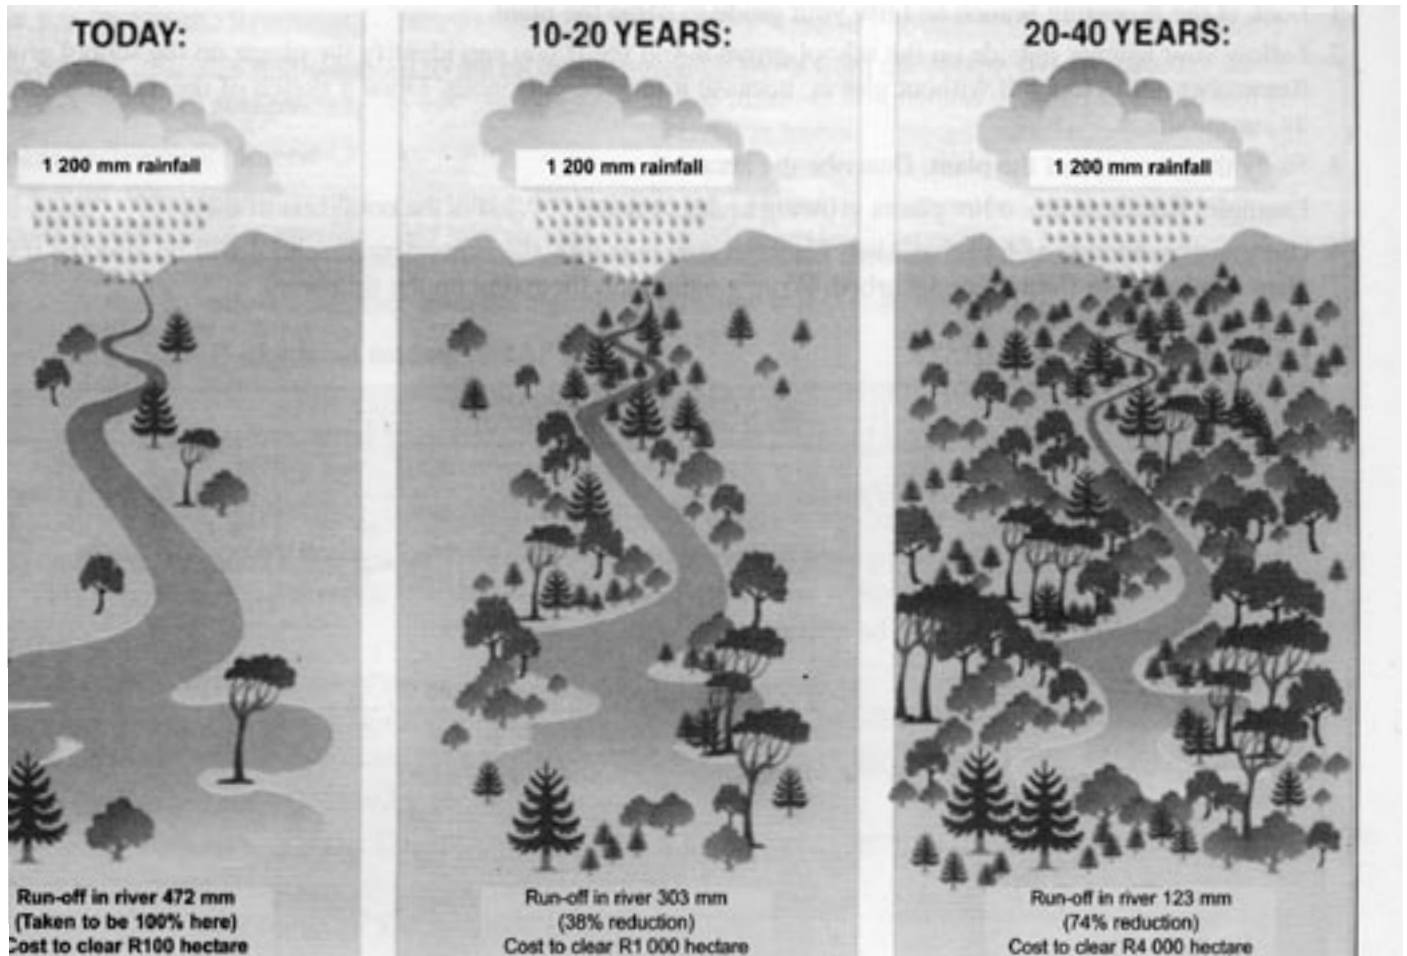 TODAY:
1 200 mm rainfall
Run-off in river 472 mm
(Taken to be 100% here)
Cost to clear R100 hectare
10-20 YEARS:
1 200 mm rainfall
Run-off in river 303 mm
(38% reduction)
Cost to clear R1 000 hectare
20-40 YEARS:
1 200 mm rainfall
Run-off in river 123 mm
(74% reduction)
Cost to clear R4 000 hectare